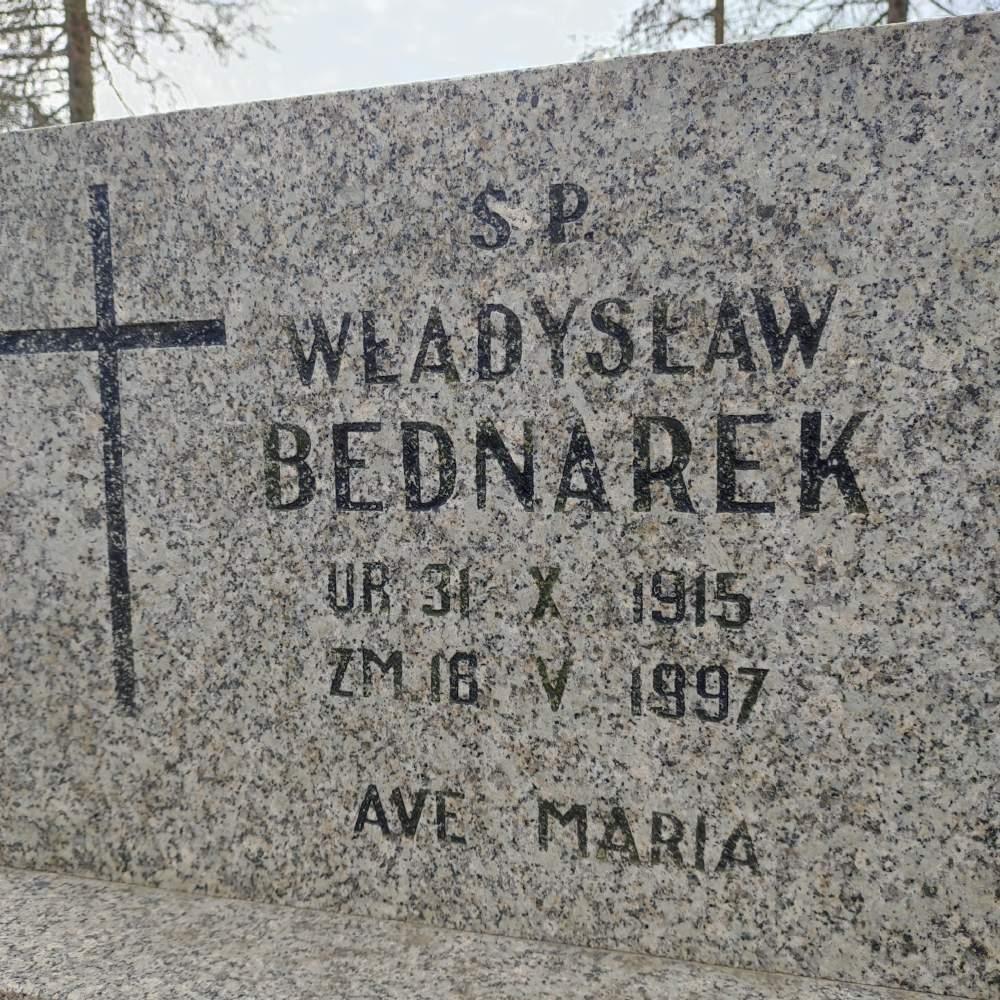 S.P.
WŁADYSŁAW
BEDNAREK
UR. 31. X. 1915
ZM 16. V 1997
AVE MARIA